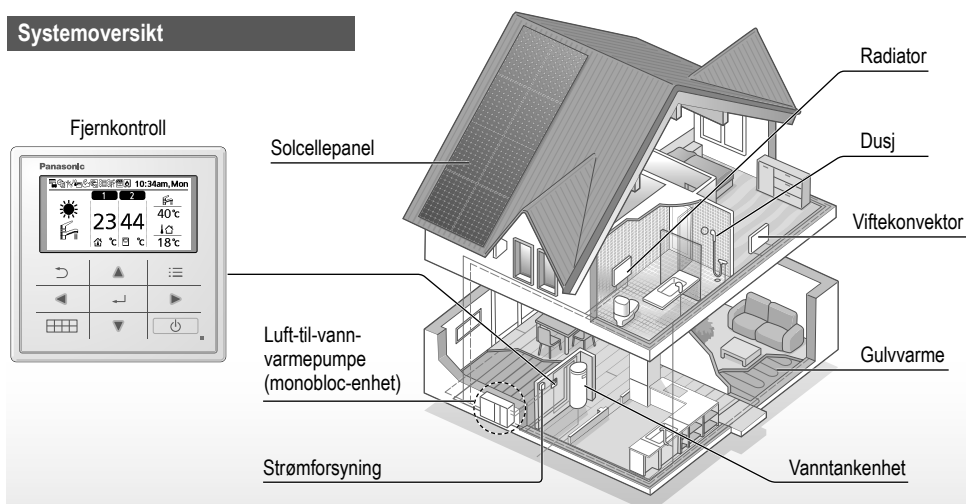 Systemoversikt
Fjernkontroll
Panasonic
10:34am,Mon
1 2
23 44
40°c
°c °c
18°c
Solcellepanel
Luft-til-vann-
varmepumpe
(monobloc-enhet)
Strømforsyning
Radiator
Dusj
Viftekonvektor
Gulvvarme
Vanntankenhet